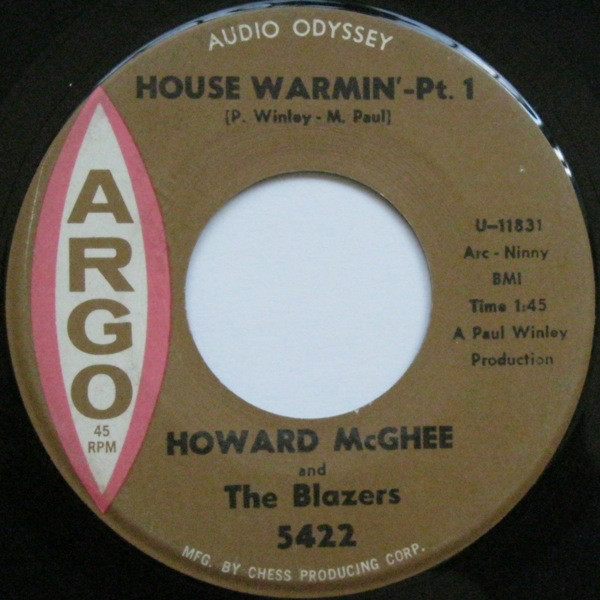 AUDIO ODYSSEY
HOUSE WARMIN'-Pt. 1
(P. Winley - M. Paul)
ARGO
45
RPM
U-11831
Arc - Ninny
BMI
Time 1:45
A Paul Winley
Production
HOWARD McGHEE
and
The Blazers
5422
MFG. BY CHESS PRODUCING CORP.